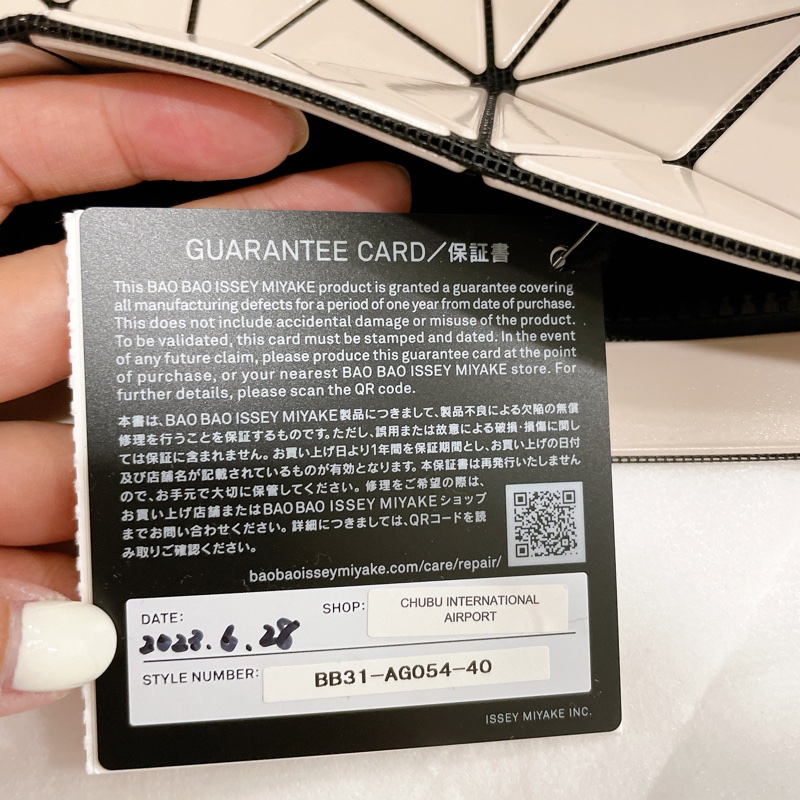 GUARANTEE CARD/保証書
This BAO BAO ISSEY MIYAKE product is granted a guarantee covering
all manufacturing defects for a period of one year from date of purchase.
This does not include accidental damage or misuse of the product.
To be validated, this card must be stamped and dated. In the event
of any future claim, please produce this guarantee card at the point
of purchase, or your nearest BAO BAO ISSEY MIYAKE store. For
further details, please scan the QR code.
本書は、BAO BAO ISSEY MIYAKE製品につきまして、製品不良による欠陥の無償
修理を行うことを保証するものです。ただし、誤用または故意による破損・損傷に関し
ては保証に含まれません。お買い上げ日より1年間を保証期間とし、お買い上げの日付
及び店舗名が記載されているものが有効となります。本保証書は再発行いたしません
ので、お手元で大切に保管してください。修理をご希望の際は、
お買い上げ店舗またはBAO BAO ISSEY MIYAKEショップ
までお問い合わせください。詳細につきましては、QRコードを読
み取りご確認ください。
baobaoisseymiyake.com/care/repair/
DATE: 2023.6.28
SHOP: CHUBU INTERNATIONAL
AIRPORT
STYLE NUMBER: BB31-AG054-40
ISSEY MIYAKE INC.